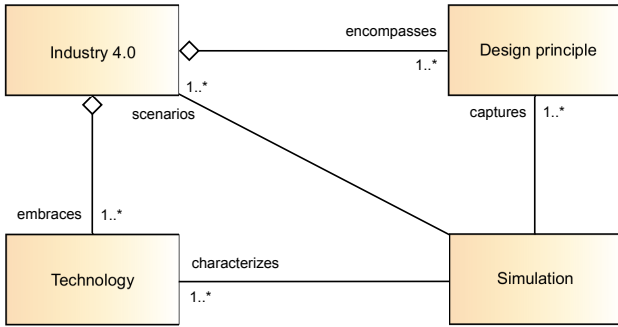 encompasses
Industry 4.0
Design principle
1..*
1..*
scenarios
captures
1..*
embraces
1..*
characterizes
Technology
Simulation
1..*